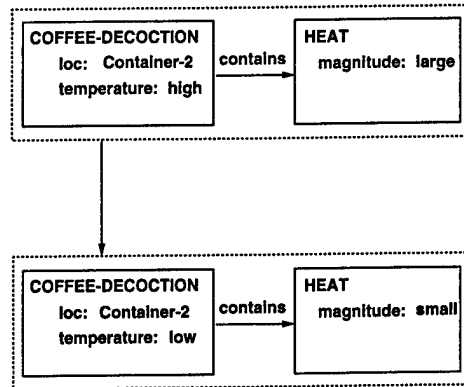 COFFEE-DECOCTION
loc: Container-2
temperature: high
contains
HEAT
magnitude: large
COFFEE-DECOCTION
loc: Container-2
temperature: low
contains
HEAT
magnitude: small